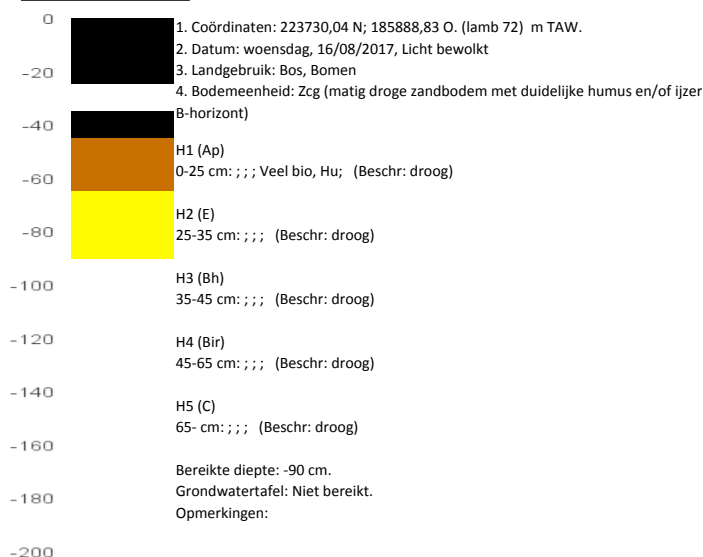 1. Coördinaten: 223730,04 N; 185888,83 O. (lamb 72)  m TAW.
2. Datum: woensdag, 16/08/2017, Licht bewolkt
3. Landgebruik: Bos, Bomen
4. Bodemeenheid: Zcg (matig droge zandbodem met duidelijke humus en/of ijzer
B-horizont)
H1 (Ap)
0-25 cm: ; ; ; Veel bio, Hu;   (Beschr: droog)
H2 (E)
25-35 cm: ; ; ;   (Beschr: droog)
H3 (Bh)
35-45 cm: ; ; ;   (Beschr: droog)
H4 (Bir)
45-65 cm: ; ; ;   (Beschr: droog)
H5 (C)
65- cm: ; ; ;   (Beschr: droog)
Bereikte diepte: -90 cm.
Grondwatertafel: Niet bereikt.
Opmerkingen:
0
-20
-40
-60
-80
-100
-120
-140
-160
-180
-200